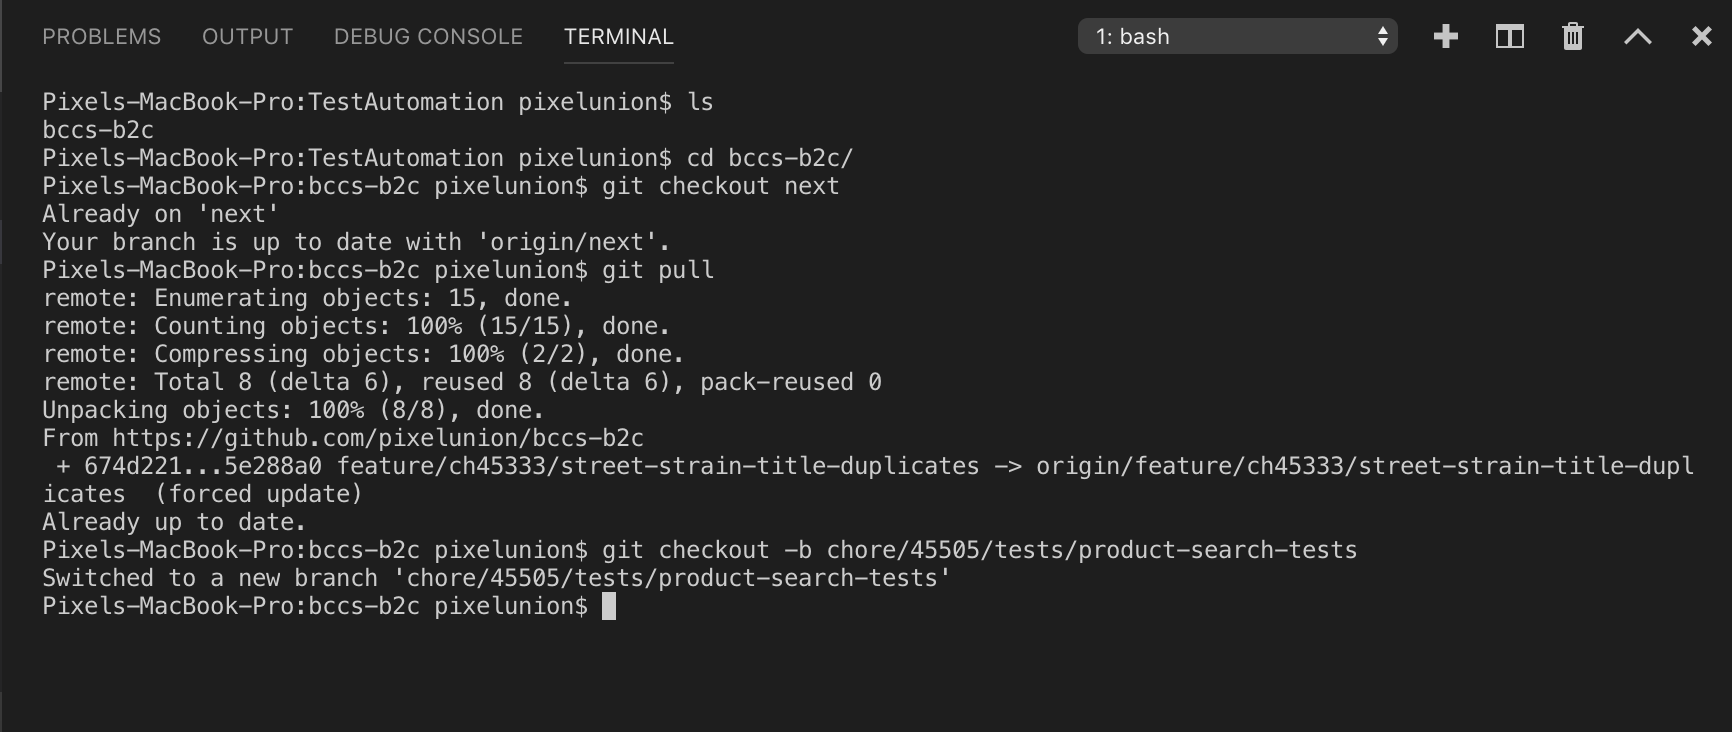 PROBLEMS OUTPUT DEBUG CONSOLE TERMINAL 1: bash
Pixels-MacBook-Pro:TestAutomation pixelunion$ ls
bccs-b2c
Pixels-MacBook-Pro:TestAutomation pixelunion$ cd bccs-b2c/
Pixels-MacBook-Pro:bccs-b2c pixelunion$ git checkout next
Already on 'next'
Your branch is up to date with 'origin/next'.
Pixels-MacBook-Pro:bccs-b2c pixelunion$ git pull
remote: Enumerating objects: 15, done.
remote: Counting objects: 100% (15/15), done.
remote: Compressing objects: 100% (2/2), done.
remote: Total 8 (delta 6), reused 8 (delta 6), pack-reused 0
Unpacking objects: 100% (8/8), done.
From https://github.com/pixelunion/bccs-b2c
 + 674d221...5e288a0 feature/ch45333/street-strain-title-duplicates -> origin/feature/ch45333/street-strain-title-dupl
icates  (forced update)
Already up to date.
Pixels-MacBook-Pro:bccs-b2c pixelunion$ git checkout -b chore/45505/tests/product-search-tests
Switched to a new branch 'chore/45505/tests/product-search-tests'
Pixels-MacBook-Pro:bccs-b2c pixelunion$